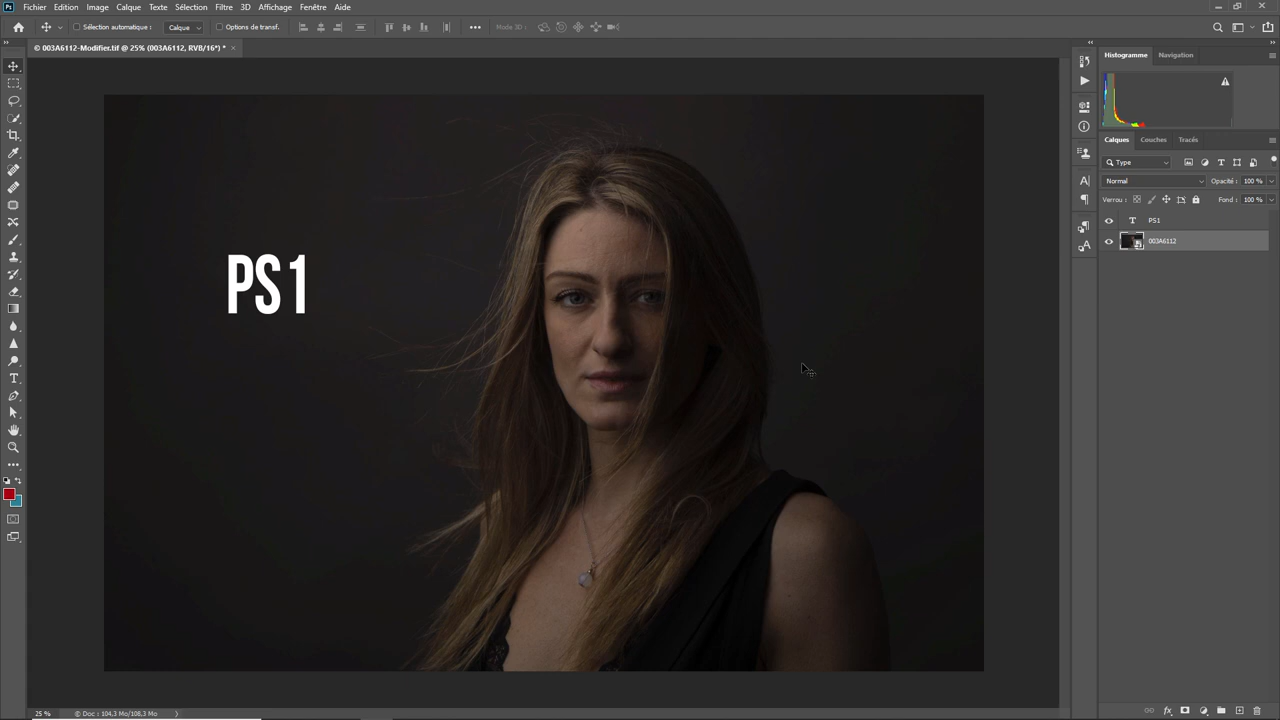 Ps Fichier Edition Image Calque Texte Sélection Filtre 3D Affichage Fenêtre Aide
Sélection automatique : Calque Options de transf. Mode 3D :
© 003A6112-Modifier.tif @ 25% (003A6112, RVB/16*) * ×
Histogramme Navigation
Calques Couches Tracés
Type
Normal Opacité : 100 %
Verrou : Fond : 100 %
T PS1
003A6112
PS1
25 % © Doc : 104,3 Mo/108,3 Mo